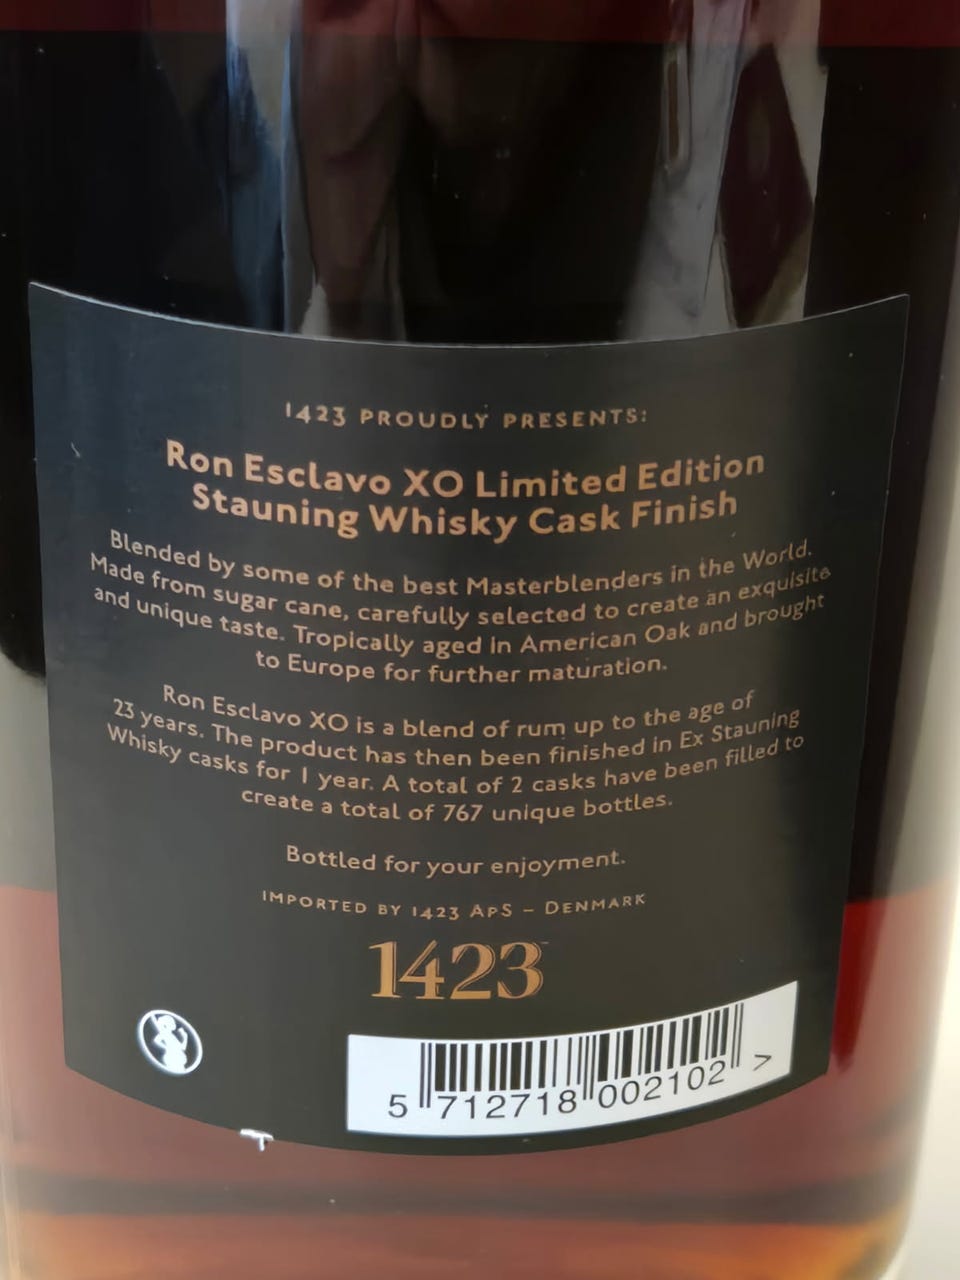 1423 PROUDLY PRESENTS:
Ron Esclavo XO Limited Edition
Stauning Whisky Cask Finish
Blended by some of the best Masterblenders in the World.
Made from sugar cane, carefully selected to create an exquisite
and unique taste. Tropically aged in American Oak and brought
to Europe for further maturation.
Ron Esclavo XO is a blend of rum up to the age of
23 years. The product has then been finished in Ex Stauning
Whisky casks for 1 year. A total of 2 casks have been filled to
create a total of 767 unique bottles.
Bottled for your enjoyment.
IMPORTED BY 1423 APS – DENMARK
1423
5 712718 002102 >